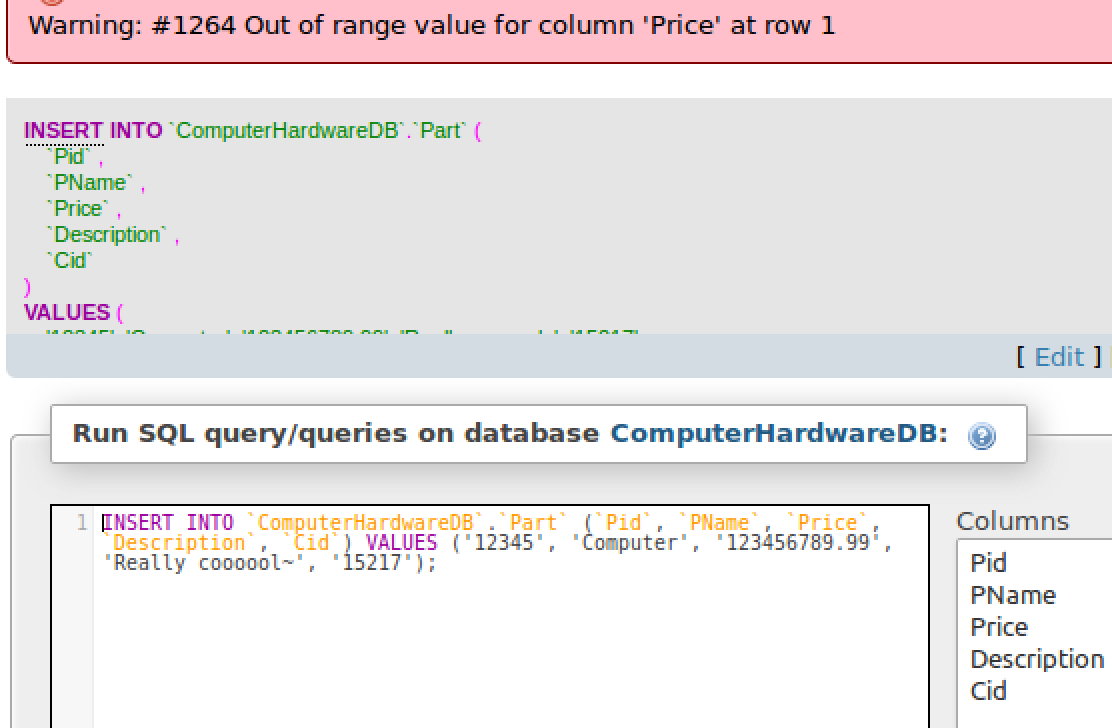 Warning: #1264 Out of range value for column 'Price' at row 1
INSERT INTO `ComputerHardwareDB`.`Part` (
`Pid` ,
`PName` ,
`Price` ,
`Description` ,
`Cid`
)
VALUES (
[ Edit ]
Run SQL query/queries on database ComputerHardwareDB:
1 INSERT INTO `ComputerHardwareDB`.`Part` (`Pid`, `PName`, `Price`,
`Description`, `Cid`) VALUES ('12345', 'Computer', '123456789.99',
'Really coooool~', '15217');
Columns
Pid
PName
Price
Description
Cid